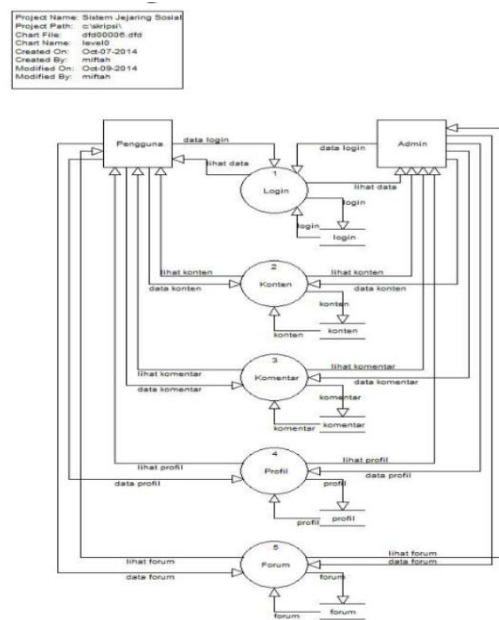 Project Name: Sistem Jejaring Sosial
Project Path: c:\skripsi\
Chart File: dfd00006.dfd
Chart Name: level0
Created On: Oct-07-2014
Created By: miftah
Modified On: Oct-09-2014
Modified By: miftah
Pengguna
Admin
data login
data login
lihat data
1
Login
lihat data
login
login
login
lihat konten
2
Konten
lihat konten
data konten
data konten
konten
konten
konten
lihat komentar
3
Komentar
lihat komentar
data komentar
data komentar
komentar
komentar
komentar
lihat profil
4
Profil
lihat profil
data profil
data profil
profil
profil
profil
lihat forum
5
Forum
lihat forum
data forum
data forum
forum
forum
forum